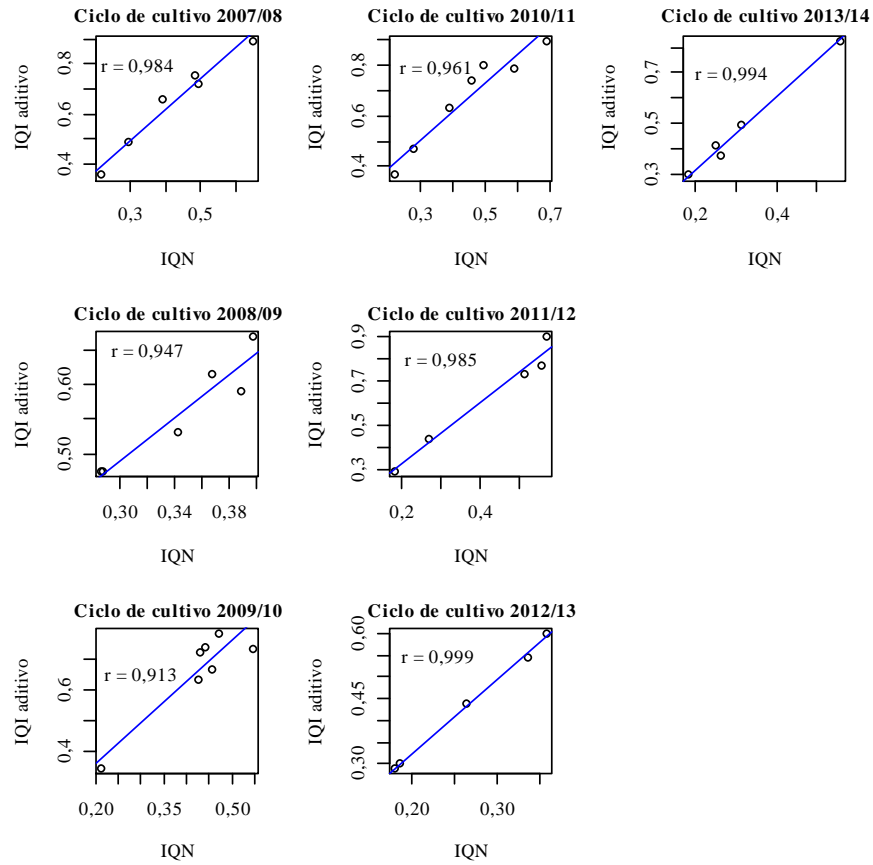 Ciclo de cultivo 2007/08
IQI aditivo
0,8
0,6
0,4
r = 0,984
0,3 0,5
IQN
Ciclo de cultivo 2010/11
IQI aditivo
0,8
0,6
0,4
r = 0,961
0,3 0,5 0,7
IQN
Ciclo de cultivo 2013/14
IQI aditivo
0,7
0,5
0,3
r = 0,994
0,2 0,4
IQN
Ciclo de cultivo 2008/09
IQI aditivo
0,60
0,50
r = 0,947
0,30 0,34 0,38
IQN
Ciclo de cultivo 2011/12
IQI aditivo
0,9
0,7
0,5
0,3
r = 0,985
0,2 0,4
IQN
Ciclo de cultivo 2009/10
IQI aditivo
0,6
0,4
r = 0,913
0,20 0,35 0,50
IQN
Ciclo de cultivo 2012/13
IQI aditivo
0,60
0,45
0,30
r = 0,999
0,20 0,30
IQN